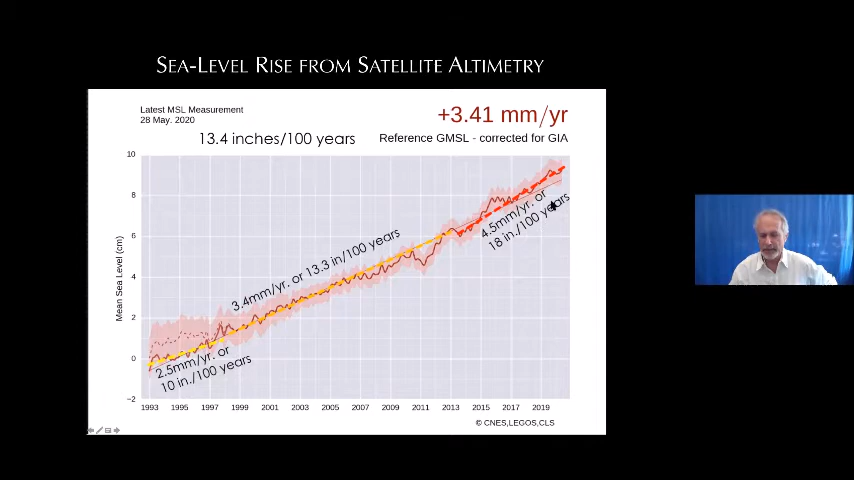 SEA-LEVEL RISE FROM SATELLITE ALTIMETRY
Latest MSL Measurement
28 May. 2020
+3.41 mm/yr
13.4 inches/100 years
Reference GMSL - corrected for GIA
10
8
6
4
2
0
−2
Mean Sea Level (cm)
4.5mm/yr. or
18 in./100 years
3.4mm/yr. or 13.3 in/100 years
2.5mm/yr. or
10 in./100 years
1993 1995 1997 1999 2001 2003 2005 2007 2009 2011 2013 2015 2017 2019
© CNES,LEGOS,CLS